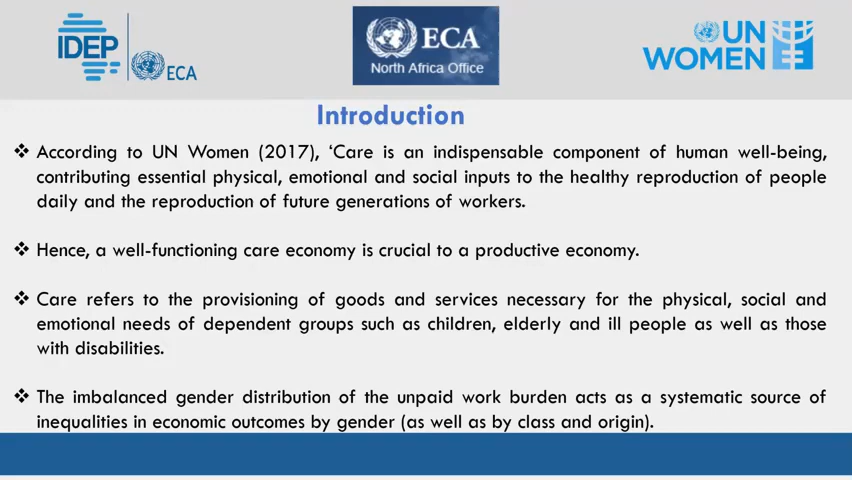 IDEP
ECA
ECA
North Africa Office
UN
WOMEN
Introduction
❖ According to UN Women (2017), ‘Care is an indispensable component of human well-being,
contributing essential physical, emotional and social inputs to the healthy reproduction of people
daily and the reproduction of future generations of workers.
❖ Hence, a well-functioning care economy is crucial to a productive economy.
❖ Care refers to the provisioning of goods and services necessary for the physical, social and
emotional needs of dependent groups such as children, elderly and ill people as well as those
with disabilities.
❖ The imbalanced gender distribution of the unpaid work burden acts as a systematic source of
inequalities in economic outcomes by gender (as well as by class and origin).